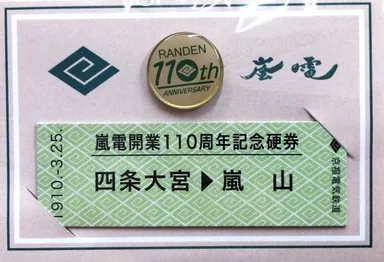 RANDEN
110th
ANNIVERSARY
嵐電
1910.-3.25.
嵐電開業110周年記念硬券
四条大宮▶嵐 山
京福電気鉄道